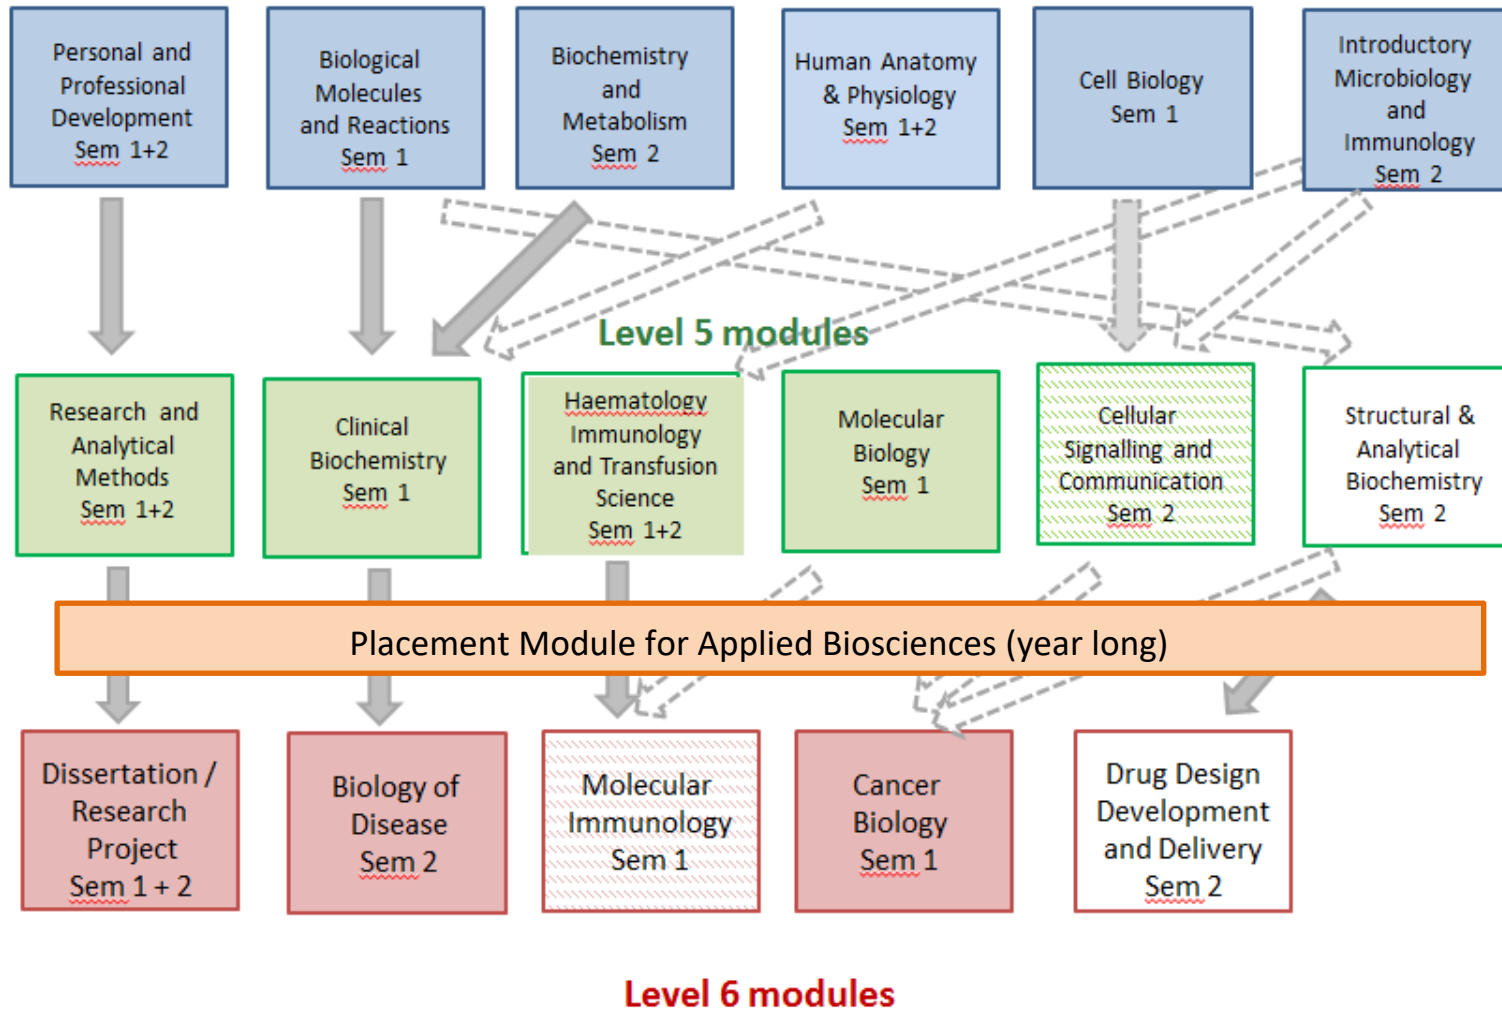 Personal and
Professional
Development
Sem 1+2
Biological
Molecules
and Reactions
Sem 1
Biochemistry
and
Metabolism
Sem 2
Human Anatomy
& Physiology
Sem 1+2
Cell Biology
Sem 1
Introductory
Microbiology
and
Immunology
Sem 2
Level 5 modules
Research and
Analytical
Methods
Sem 1+2
Clinical
Biochemistry
Sem 1
Haematology
Immunology
and Transfusion
Science
Sem 1+2
Molecular
Biology
Sem 1
Cellular
Signalling and
Communication
Sem 2
Structural &
Analytical
Biochemistry
Sem 2
Placement Module for Applied Biosciences (year long)
Dissertation /
Research
Project
Sem 1 + 2
Biology of
Disease
Sem 2
Molecular
Immunology
Sem 1
Cancer
Biology
Sem 1
Drug Design
Development
and Delivery
Sem 2
Level 6 modules